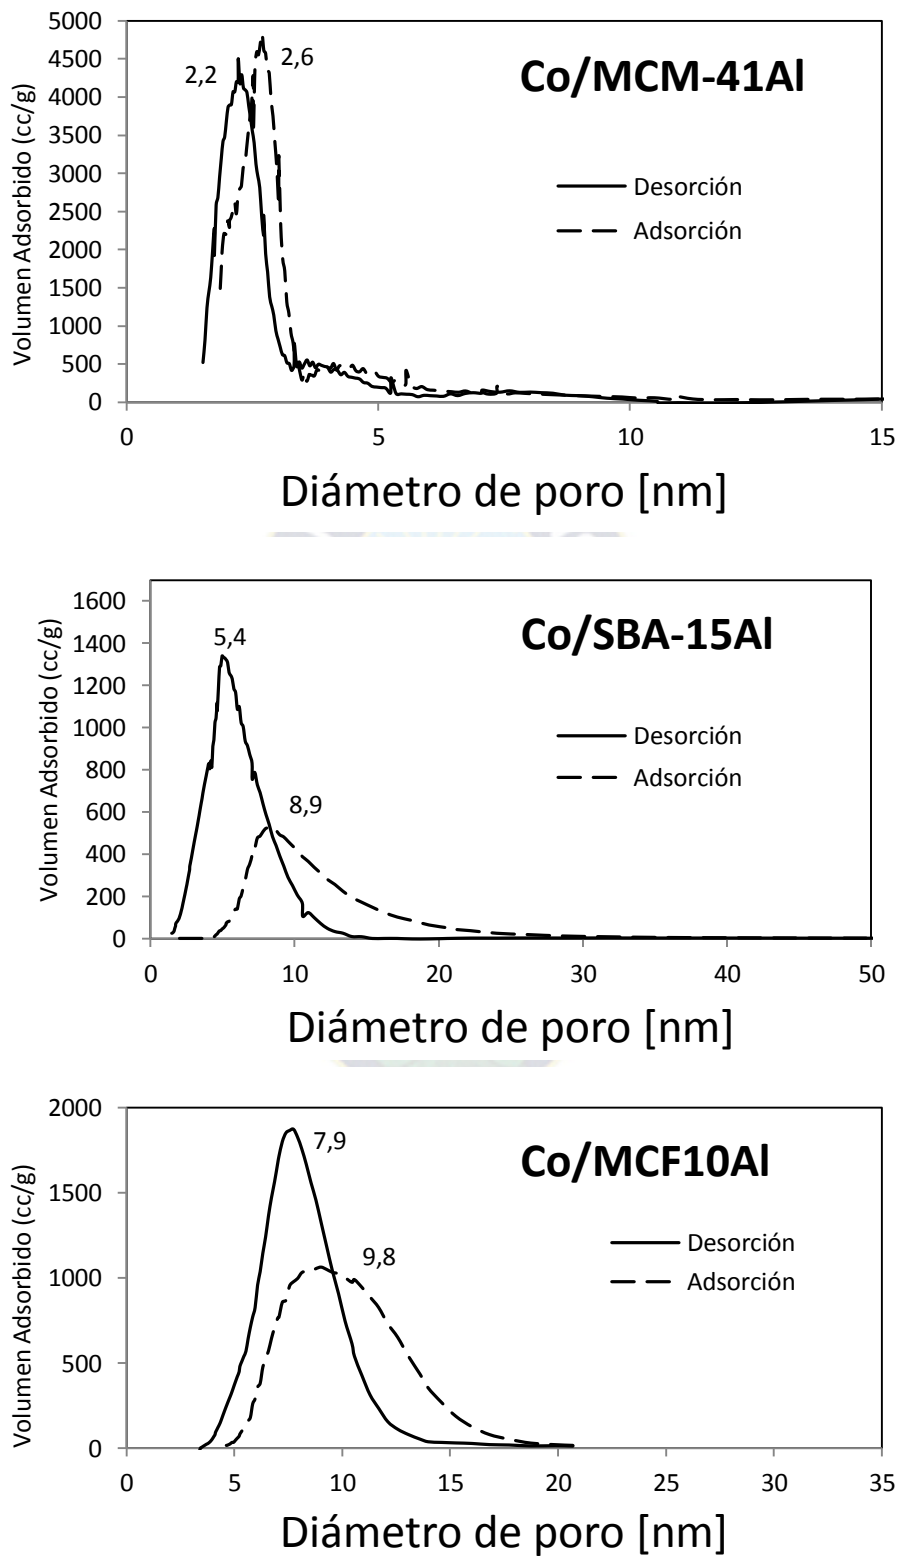 5000
4500
4000
3500
3000
2500
2000
1500
1000
500
0
Volumen Adsorbido (cc/g)
2,2
2,6
Co/MCM-41Al
Desorción
Adsorción
0 5 10 15
Diámetro de poro [nm]
1600
1400
1200
1000
800
600
400
200
0
Volumen Adsorbido (cc/g)
5,4
8,9
Co/SBA-15Al
Desorción
Adsorción
0 10 20 30 40 50
Diámetro de poro [nm]
2000
1500
1000
500
0
Volumen Adsorbido (cc/g)
7,9
9,8
Co/MCF10Al
Desorción
Adsorción
0 5 10 15 20 25 30 35
Diámetro de poro [nm]